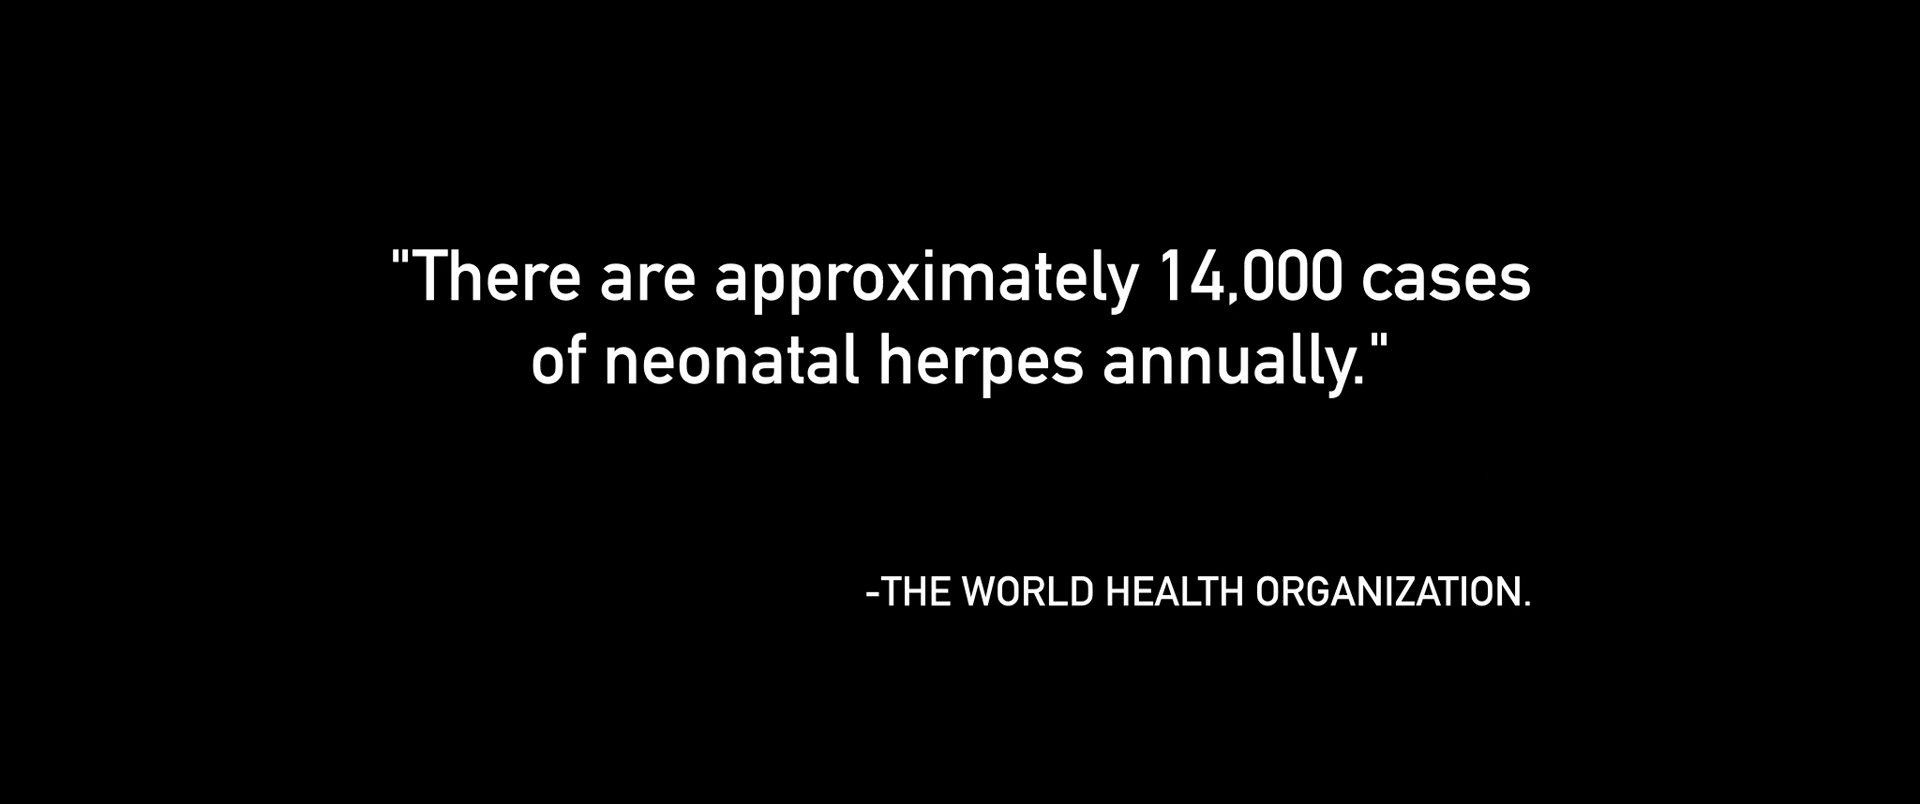 "There are approximately 14,000 cases
of neonatal herpes annually."
-THE WORLD HEALTH ORGANIZATION.